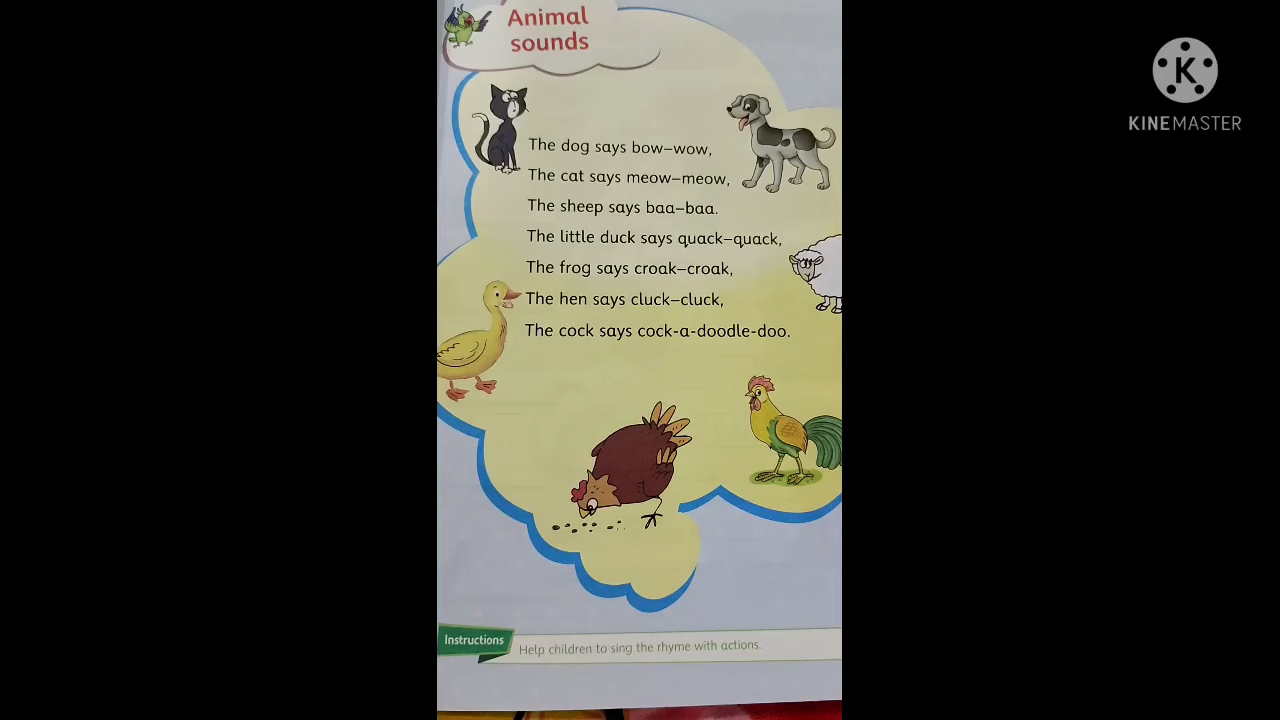 Animal
sounds
The dog says bow–wow,
The cat says meow–meow,
The sheep says baa–baa.
The little duck says quack–quack,
The frog says croak–croak,
The hen says cluck–cluck,
The cock says cock-a-doodle-doo.
Instructions
Help children to sing the rhyme with actions.
K
KINEMASTER